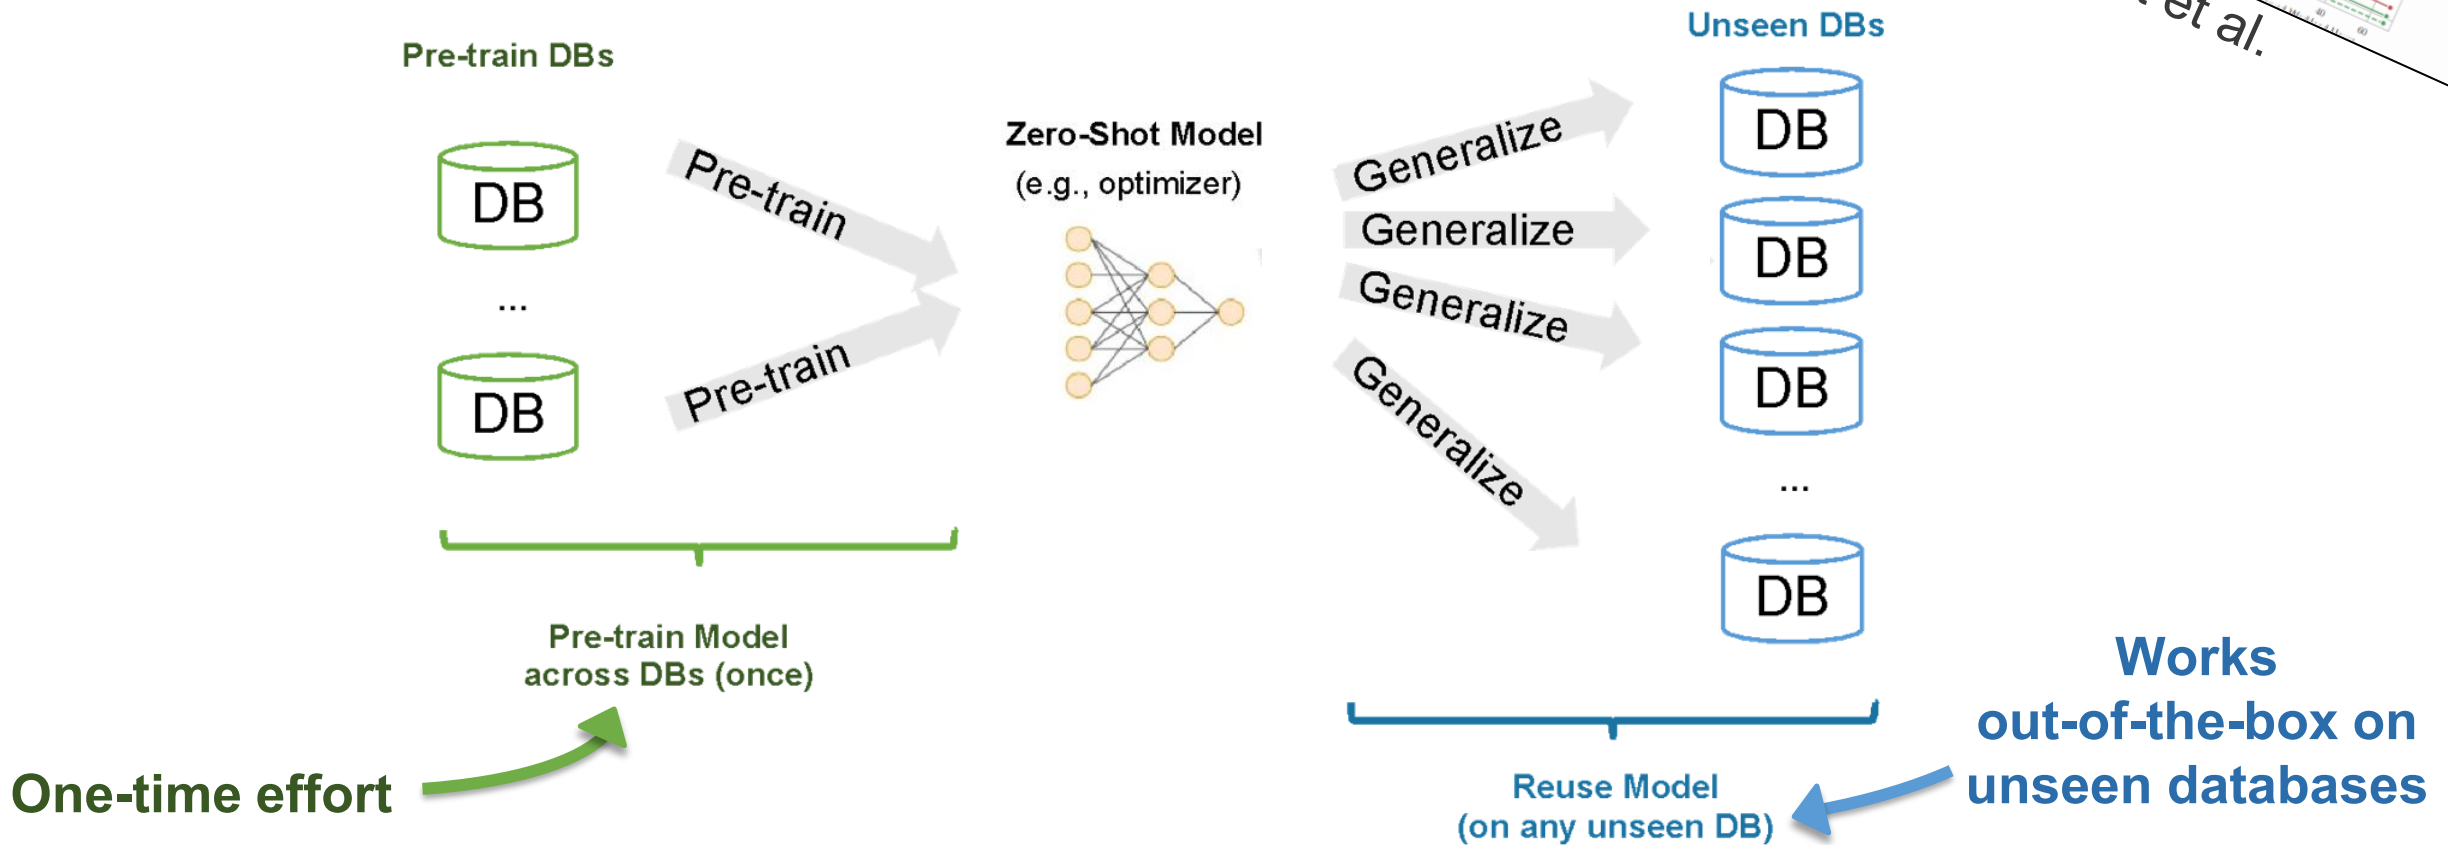 Pre-train DBs
DB
...
DB
Pre-train
Pre-train
Pre-train Model
across DBs (once)
One-time effort
Zero-Shot Model
(e.g., optimizer)
Generalize
Generalize
Generalize
Generalize
Unseen DBs
DB
DB
DB
...
DB
Reuse Model
(on any unseen DB)
Works
out-of-the-box on
unseen databases
et al.
40
60